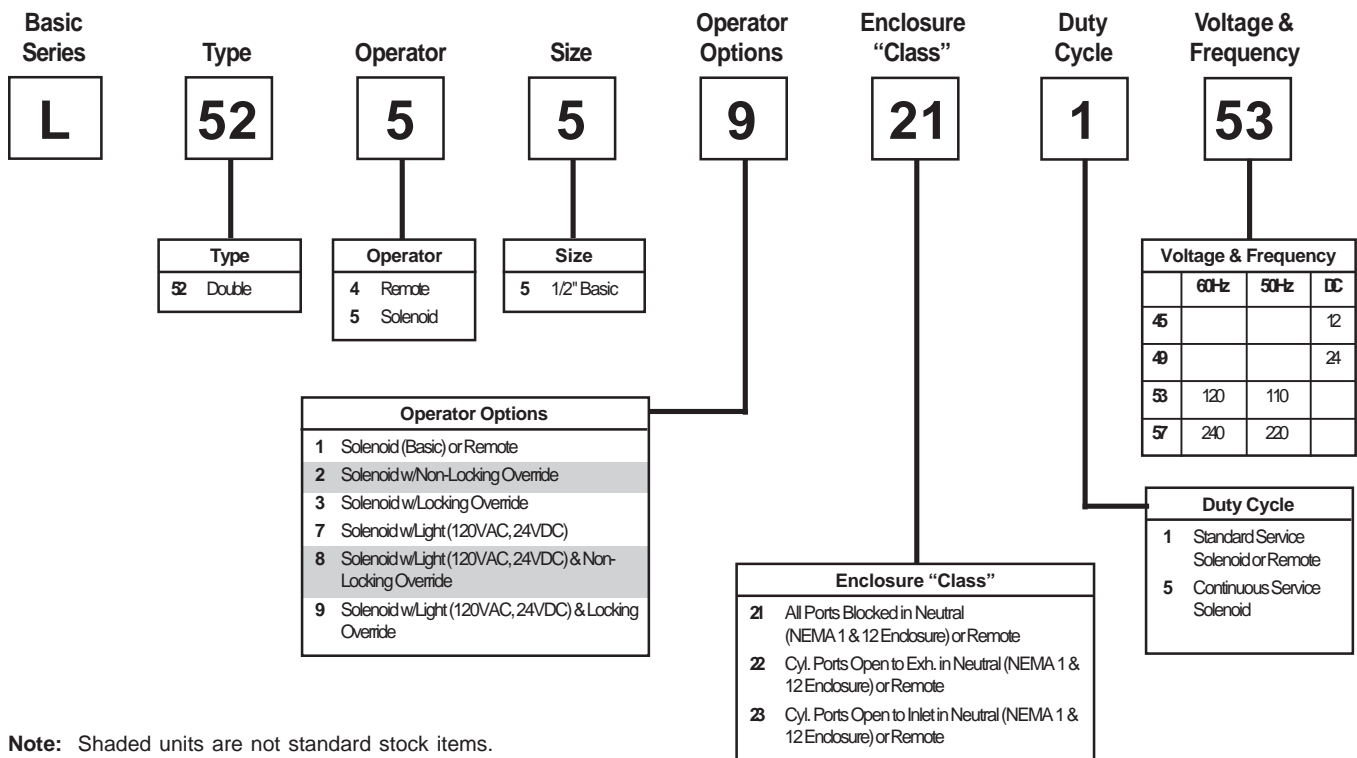 Basic Series
Type
Operator
Size
Operator Options
Enclosure “Class”
Duty Cycle
Voltage & Frequency
L
52
5
5
9
21
1
53
Type
52 Double
Operator
4 Remote
5 Solenoid
Size
5 1/2" Basic
Voltage & Frequency
60Hz 50Hz DC
45 12
49 24
53 120 110
57 240 220
Operator Options
1 Solenoid (Basic) or Remote
2 Solenoid w/Non-Locking Override
3 Solenoid w/Locking Override
7 Solenoid w/Light (120VAC, 24VDC)
8 Solenoid w/Light (120VAC, 24VDC) & Non-
Locking Override
9 Solenoid w/Light (120VAC, 24VDC) & Locking
Override
Duty Cycle
1 Standard Service
Solenoid or Remote
5 Continuous Service
Solenoid
Enclosure “Class”
21 All Ports Blocked in Neutral
(NEMA 1 & 12 Enclosure) or Remote
22 Cyl. Ports Open to Exh. in Neutral (NEMA 1 &
12 Enclosure) or Remote
23 Cyl. Ports Open to Inlet in Neutral (NEMA 1 &
12 Enclosure) or Remote
Note: Shaded units are not standard stock items.